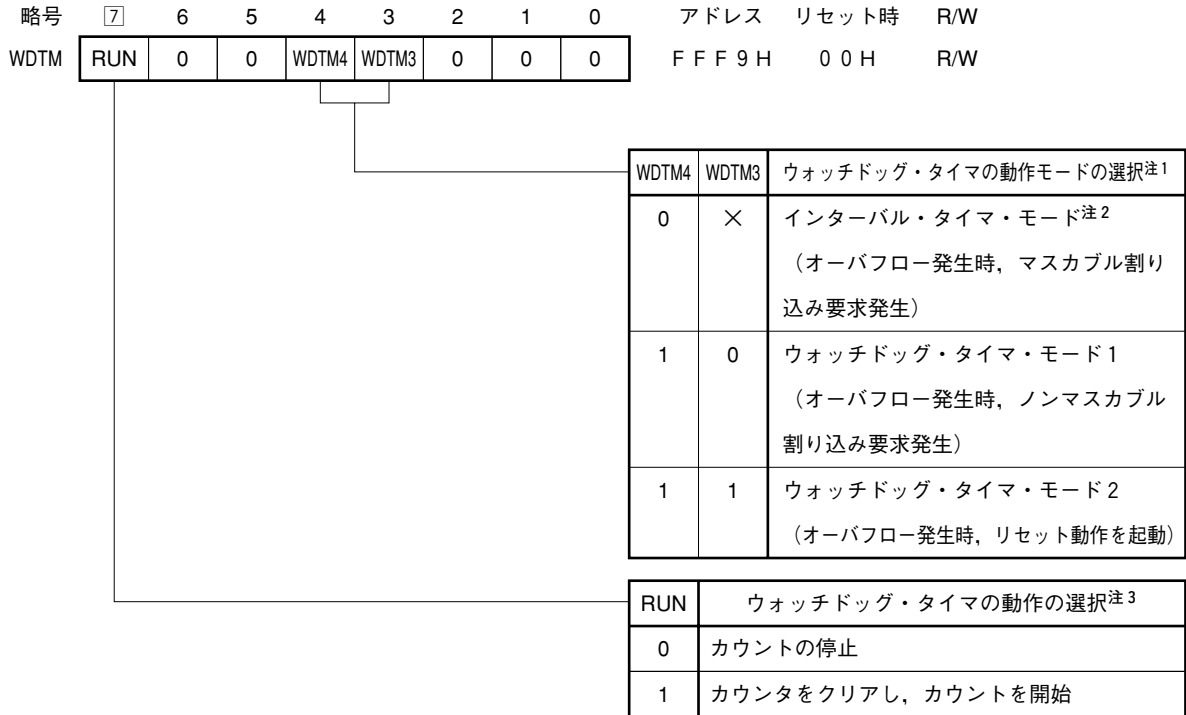 略号 7 6 5 4 3 2 1 0 アドレス リセット時 R/W
WDTM RUN 0 0 WDTM4 WDTM3 0 0 0 FFF9H 00H R/W
WDTM4 WDTM3 ウォッチドッグ・タイマの動作モードの選択注1
0 × インターバル・タイマ・モード注2
（オーバフロー発生時，マスカブル割り
込み要求発生）
1 0 ウォッチドッグ・タイマ・モード1
（オーバフロー発生時，ノンマスカブル
割り込み要求発生）
1 1 ウォッチドッグ・タイマ・モード2
（オーバフロー発生時，リセット動作を起動）
RUN ウォッチドッグ・タイマの動作の選択注3
0 カウントの停止
1 カウンタをクリアし，カウントを開始